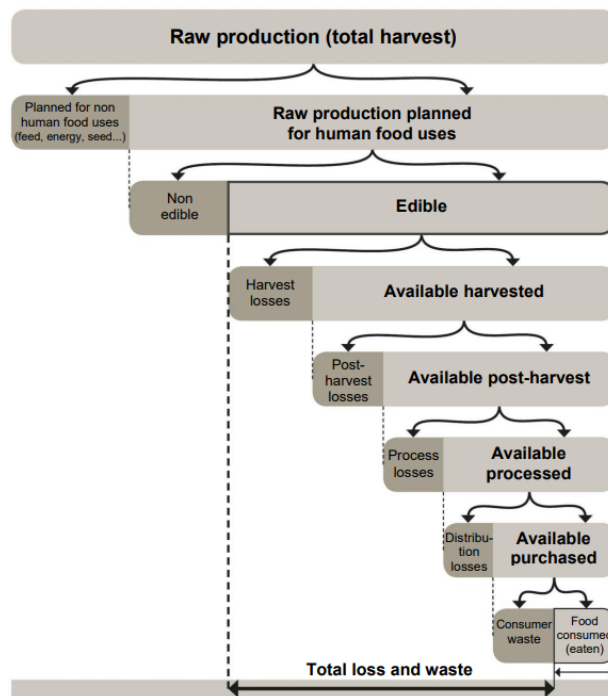 Raw production (total harvest)
Planned for non
human food uses
(feed, energy, seed...)
Raw production planned
for human food uses
Non
edible
Edible
Harvest
losses
Available harvested
Post-
harvest
losses
Available post-harvest
Process
losses
Available
processed
Distribu-
tion
losses
Available
purchased
Consumer
waste
Food
consumed
(eaten)
Total loss and waste